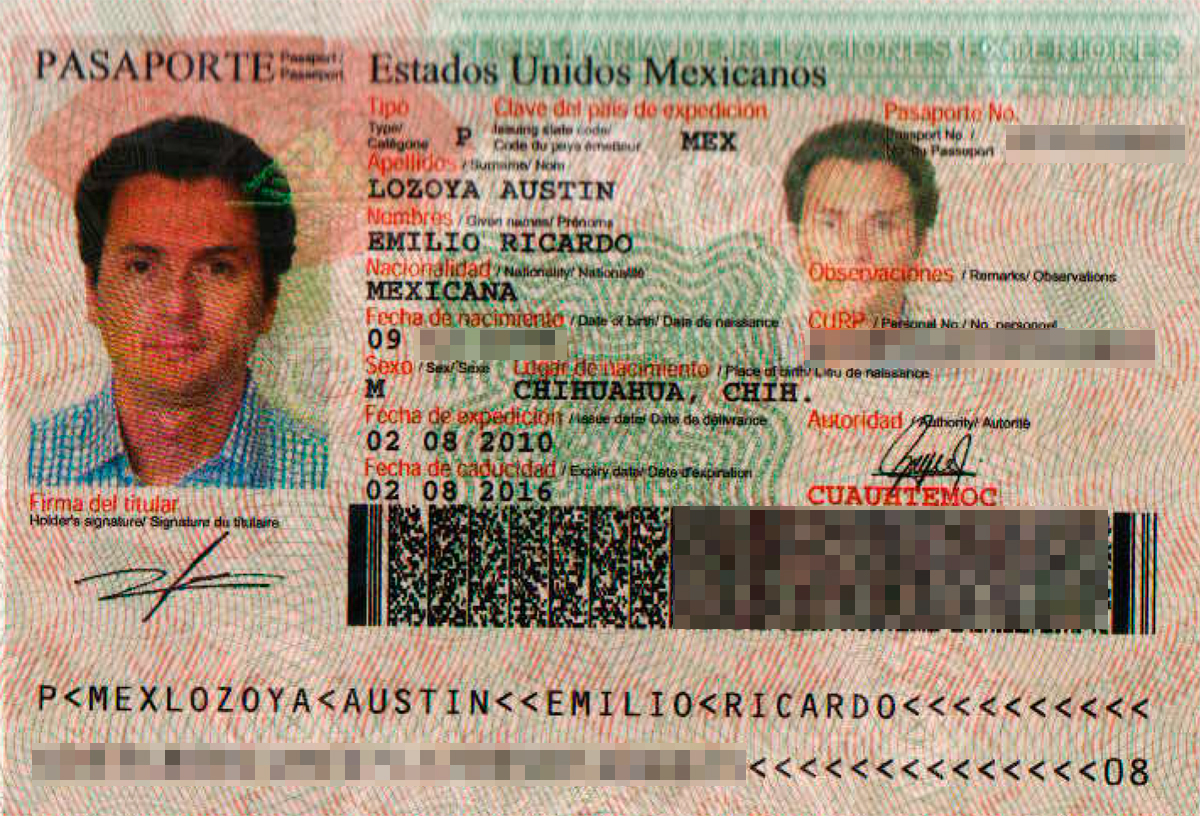 SECRETARIA DE RELACIONES EXTERIORES
PASAPORTE Passport / Passeport
Estados Unidos Mexicanos
Tipo Clave del país de expedición Pasaporte No.
Type/ Issuing state code/ Passport No. /
Catégorie P Code du pays émetteur MEX du Passeport
Apellidos / Surname/ Nom
LOZOYA AUSTIN
Nombres / Given names/ Prénoms
EMILIO RICARDO
Nacionalidad / Nationality/ Nationalité Observaciones / Remarks/ Observations
MEXICANA
Fecha de nacimiento / Date of birth/ Date de naissance CURP / Personal No./ No. personnel
09
Sexo / Sex/ Sexe Lugar de nacimiento / Place of birth/ Lieu de naissance
M CHIHUAHUA, CHIH.
Fecha de expedición / Issue date/ Date de délivrance Autoridad / Authority/ Autorité
02 08 2010
Fecha de caducidad / Expiry date/ Date d'expiration
02 08 2016 CUAUHTEMOC
Firma del titular
Holder's signature/ Signature du titulaire
P<MEXLOZOYA<AUSTIN<<EMILIO<RICARDO<<<<<<<<<<
<<<<<<<<<<<<<<08